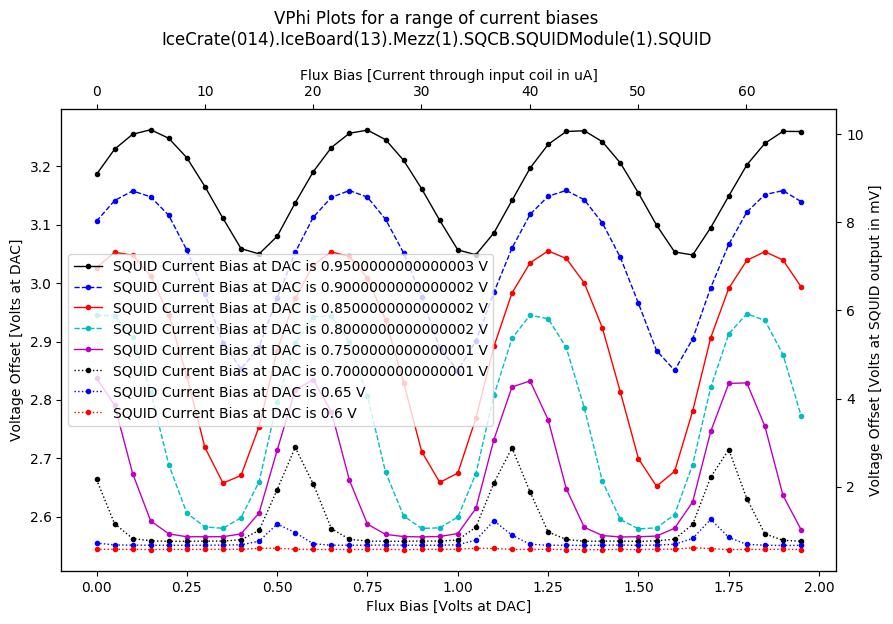 VPhi Plots for a range of current biases
IceCrate(014).IceBoard(13).Mezz(1).SQCB.SQUIDModule(1).SQUID
Flux Bias [Current through input coil in uA]
0 10 20 30 40 50 60
Voltage Offset [Volts at DAC]
3.2
3.1
3.0
2.9
2.8
2.7
2.6
SQUID Current Bias at DAC is 0.9500000000000003 V
SQUID Current Bias at DAC is 0.9000000000000002 V
SQUID Current Bias at DAC is 0.8500000000000002 V
SQUID Current Bias at DAC is 0.8000000000000002 V
SQUID Current Bias at DAC is 0.7500000000000001 V
SQUID Current Bias at DAC is 0.7000000000000001 V
SQUID Current Bias at DAC is 0.65 V
SQUID Current Bias at DAC is 0.6 V
10
8
6
4
2
Voltage Offset [Volts at SQUID output in mV]
0.00 0.25 0.50 0.75 1.00 1.25 1.50 1.75 2.00
Flux Bias [Volts at DAC]